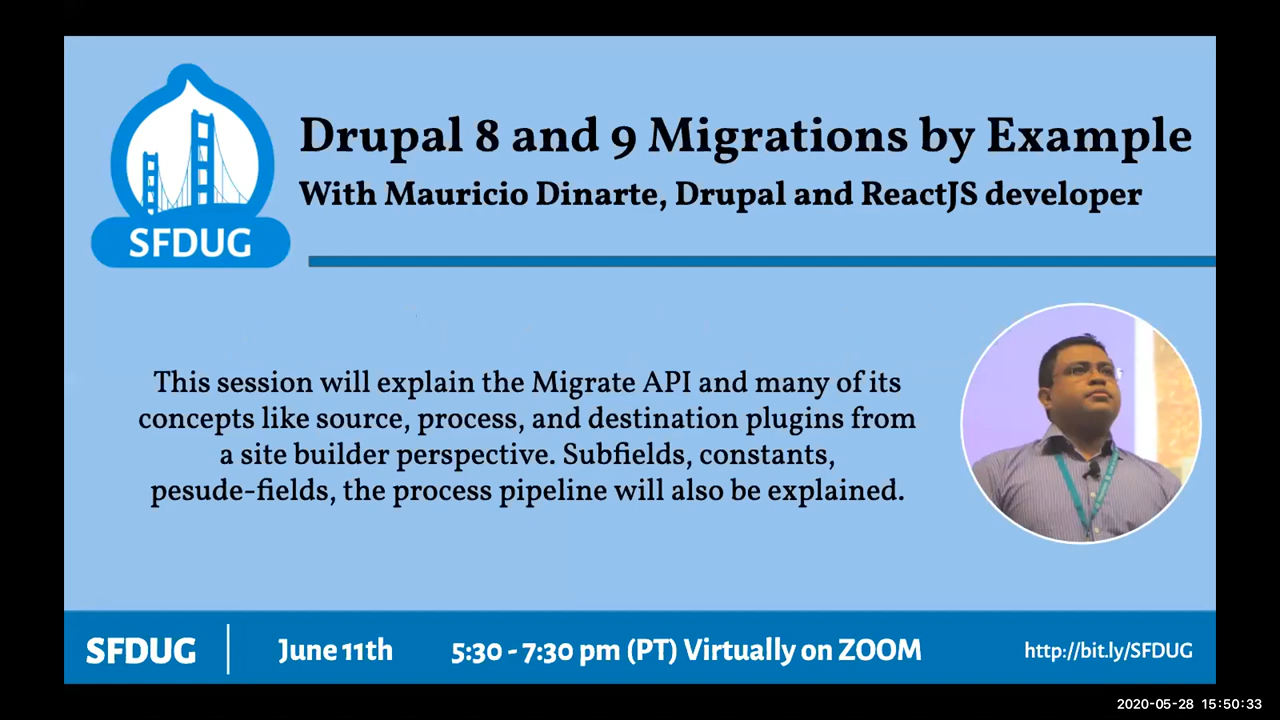 Drupal 8 and 9 Migrations by Example
With Mauricio Dinarte, Drupal and ReactJS developer
SFDUG
This session will explain the Migrate API and many of its
concepts like source, process, and destination plugins from
a site builder perspective. Subfields, constants,
pesude-fields, the process pipeline will also be explained.
SFDUG
June 11th
5:30 - 7:30 pm (PT) Virtually on ZOOM
http://bit.ly/SFDUG
2020-05-28 15:50:33